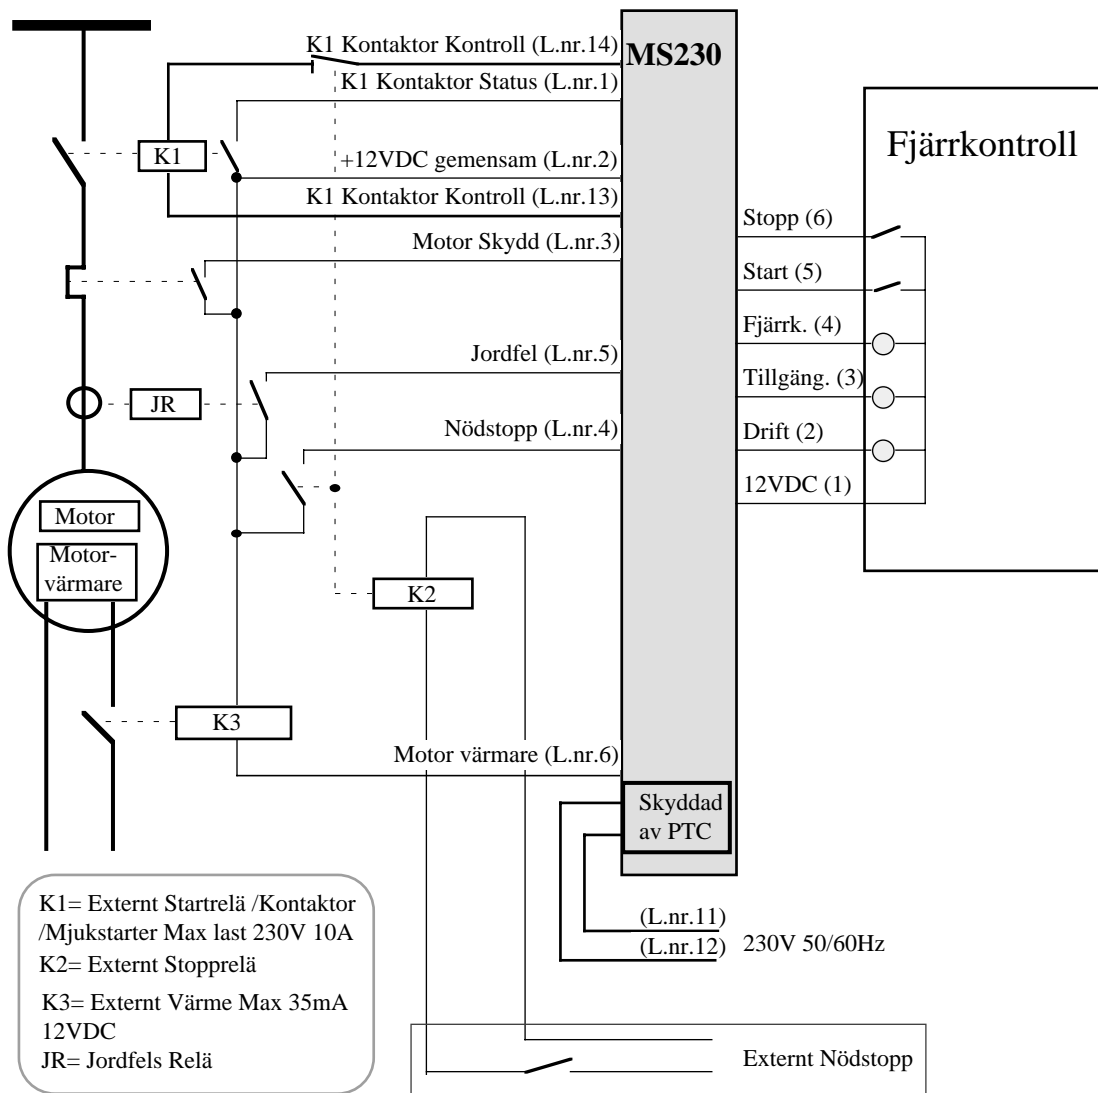 K1 Kontaktor Kontroll (L.nr.14)
MS230
K1 Kontaktor Status (L.nr.1)
Fjärrkontroll
K1
+12VDC gemensam (L.nr.2)
K1 Kontaktor Kontroll (L.nr.13)
Stopp (6)
Motor Skydd (L.nr.3)
Start (5)
Fjärrk. (4)
Jordfel (L.nr.5)
Tillgäng. (3)
JR
Nödstopp (L.nr.4)
Drift (2)
12VDC (1)
Motor
Motor-
värmare
K2
K3
Motor värmare (L.nr.6)
Skyddad
av PTC
(L.nr.11)
(L.nr.12)
230V 50/60Hz
K1= Externt Startrelä /Kontaktor
/Mjukstarter Max last 230V 10A
K2= Externt Stopprelä
K3= Externt Värme Max 35mA
12VDC
JR= Jordfels Relä
Externt Nödstopp